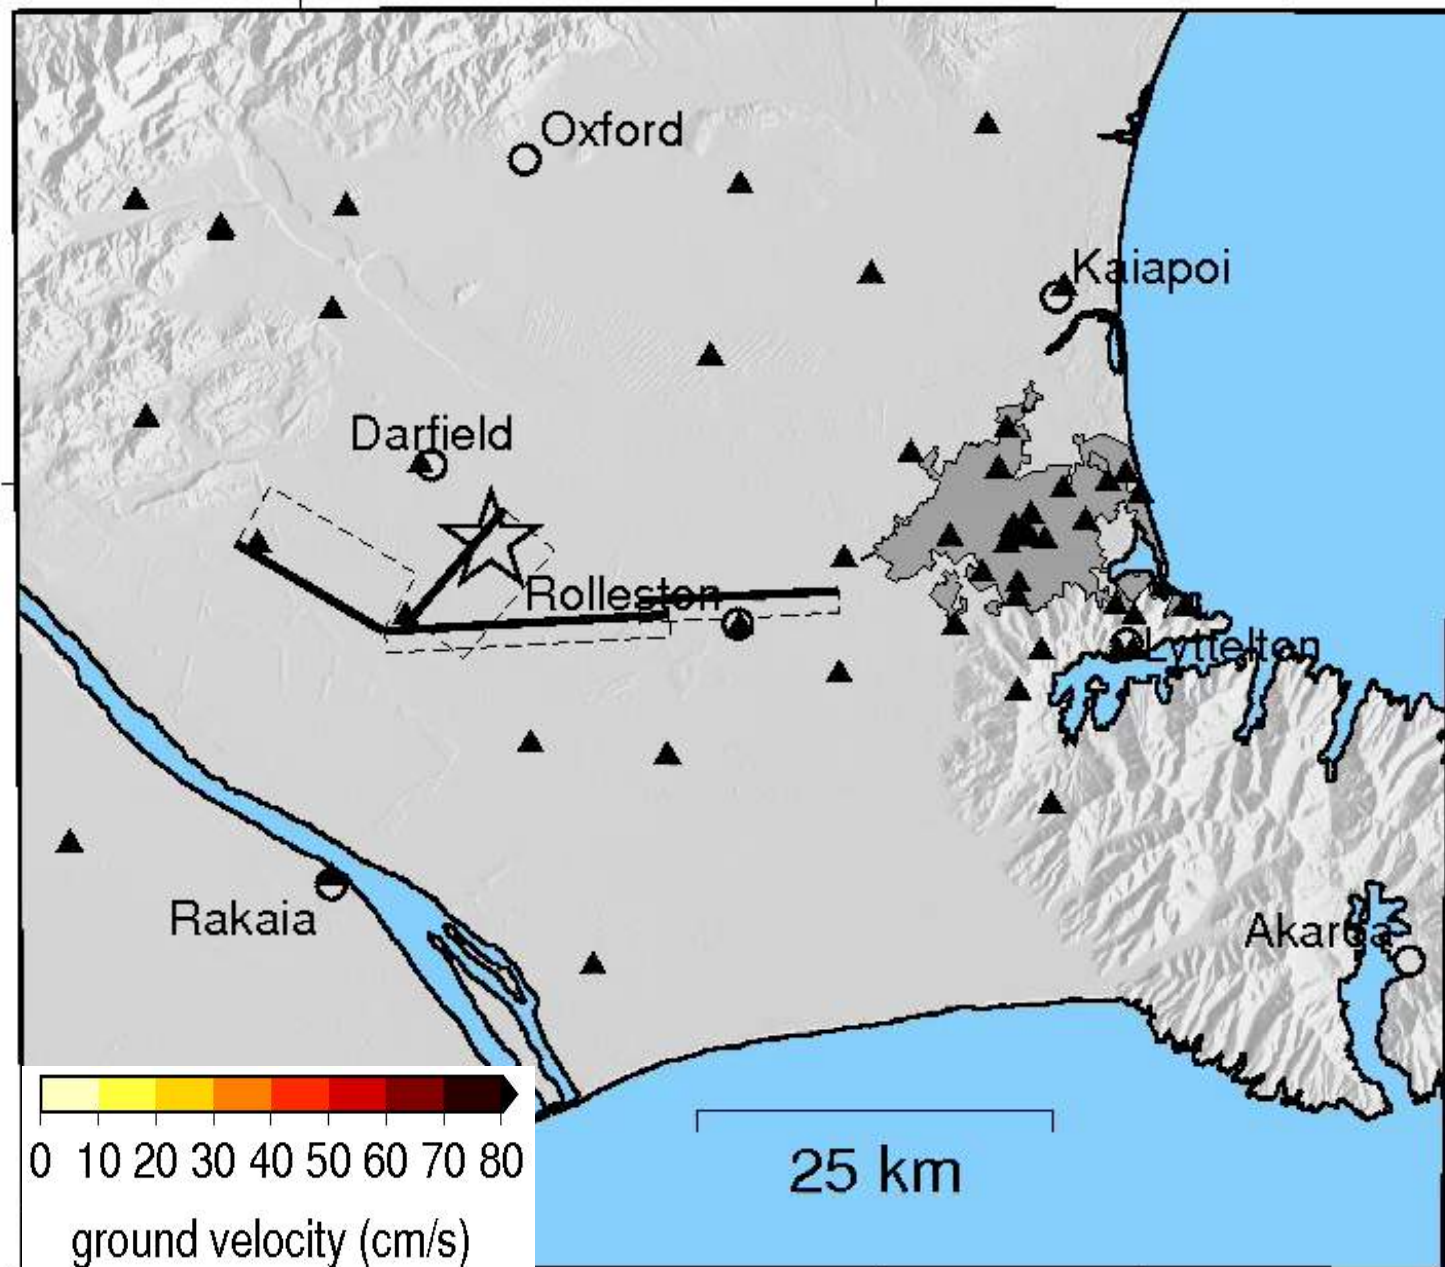 Oxford
Kaiapoi
Darfield
Rolleston
Lyttelton
Rakaia
Akaroa
0 10 20 30 40 50 60 70 80
ground velocity (cm/s)
25 km